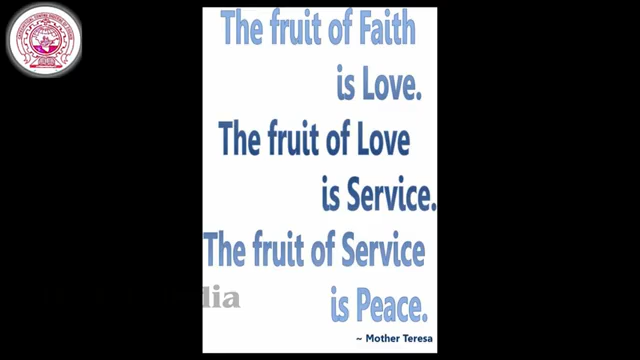 The fruit of Faith
is Love.
The fruit of Love
is Service.
The fruit of Service
is Peace.
~ Mother Teresa